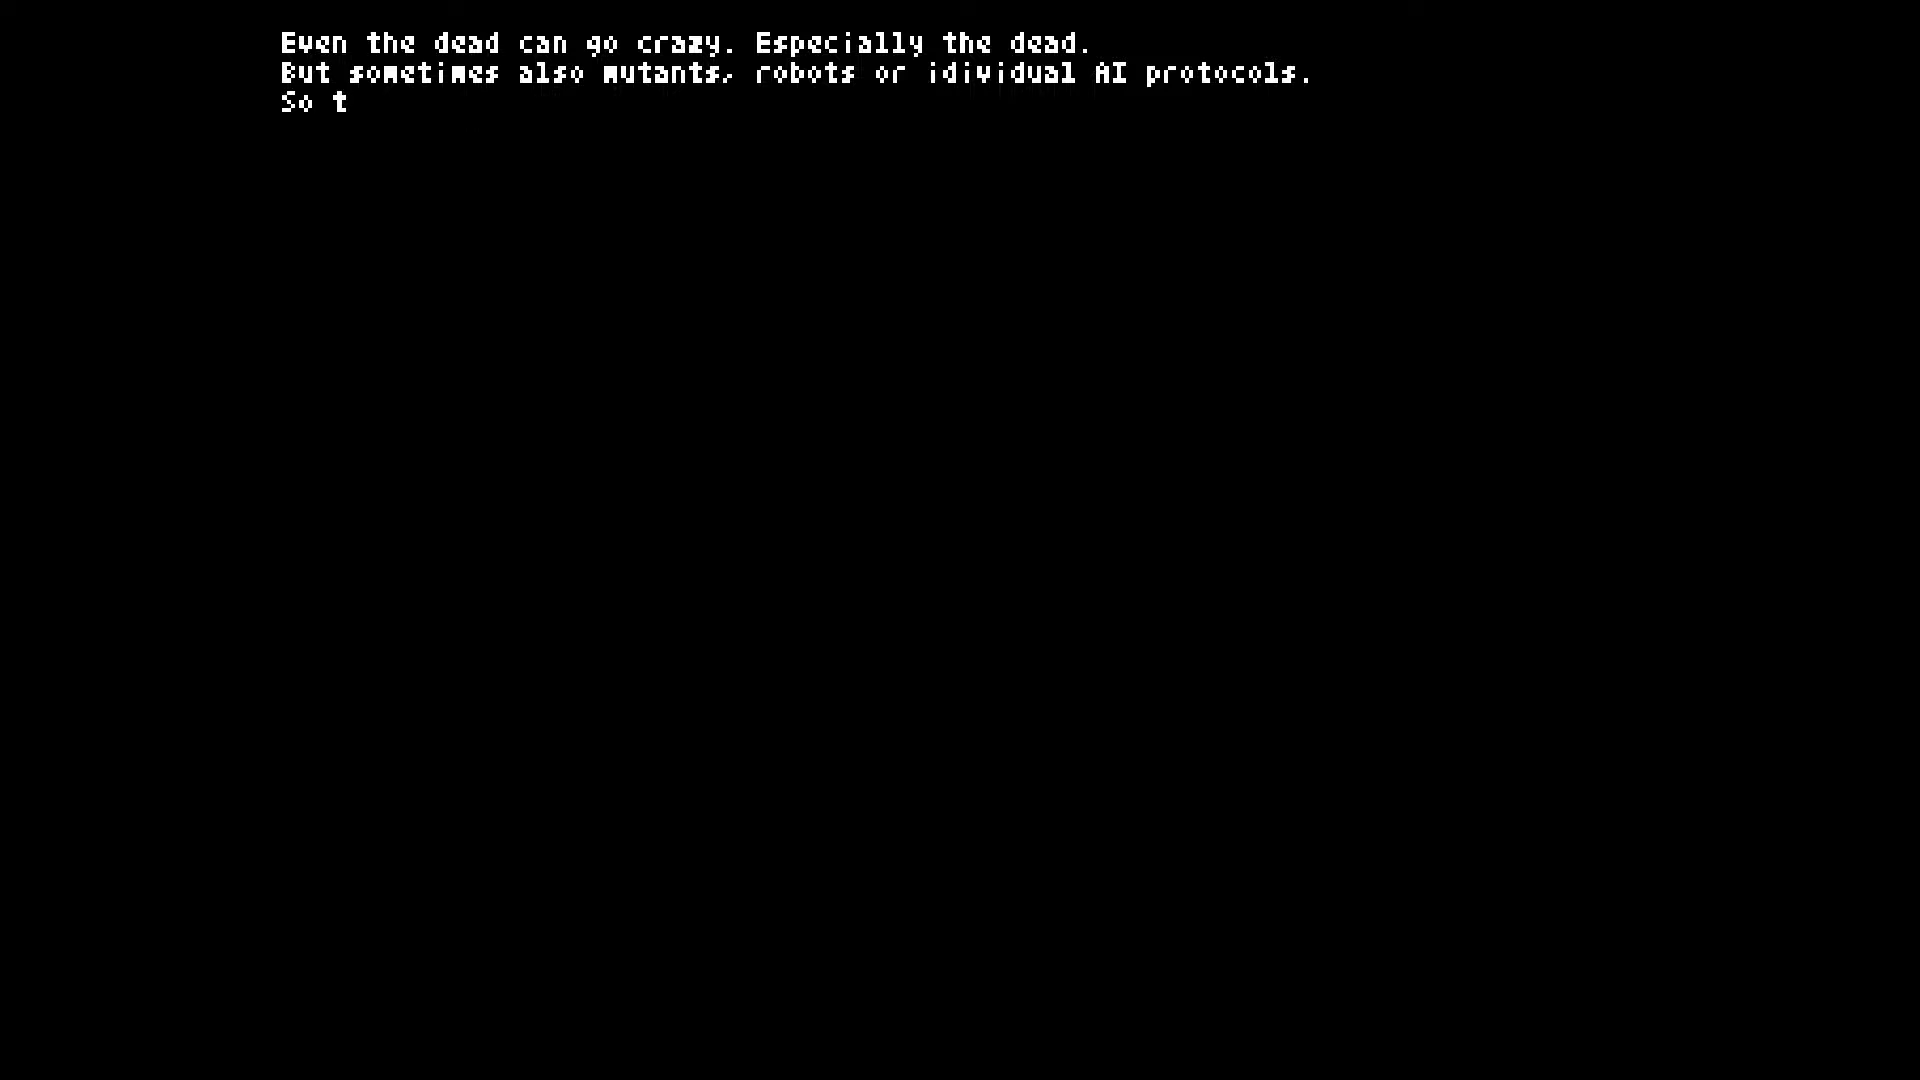 Even the dead can go crazy. Especially the dead.
But sometimes also mutants, robots or idividual AI protocols.
So t